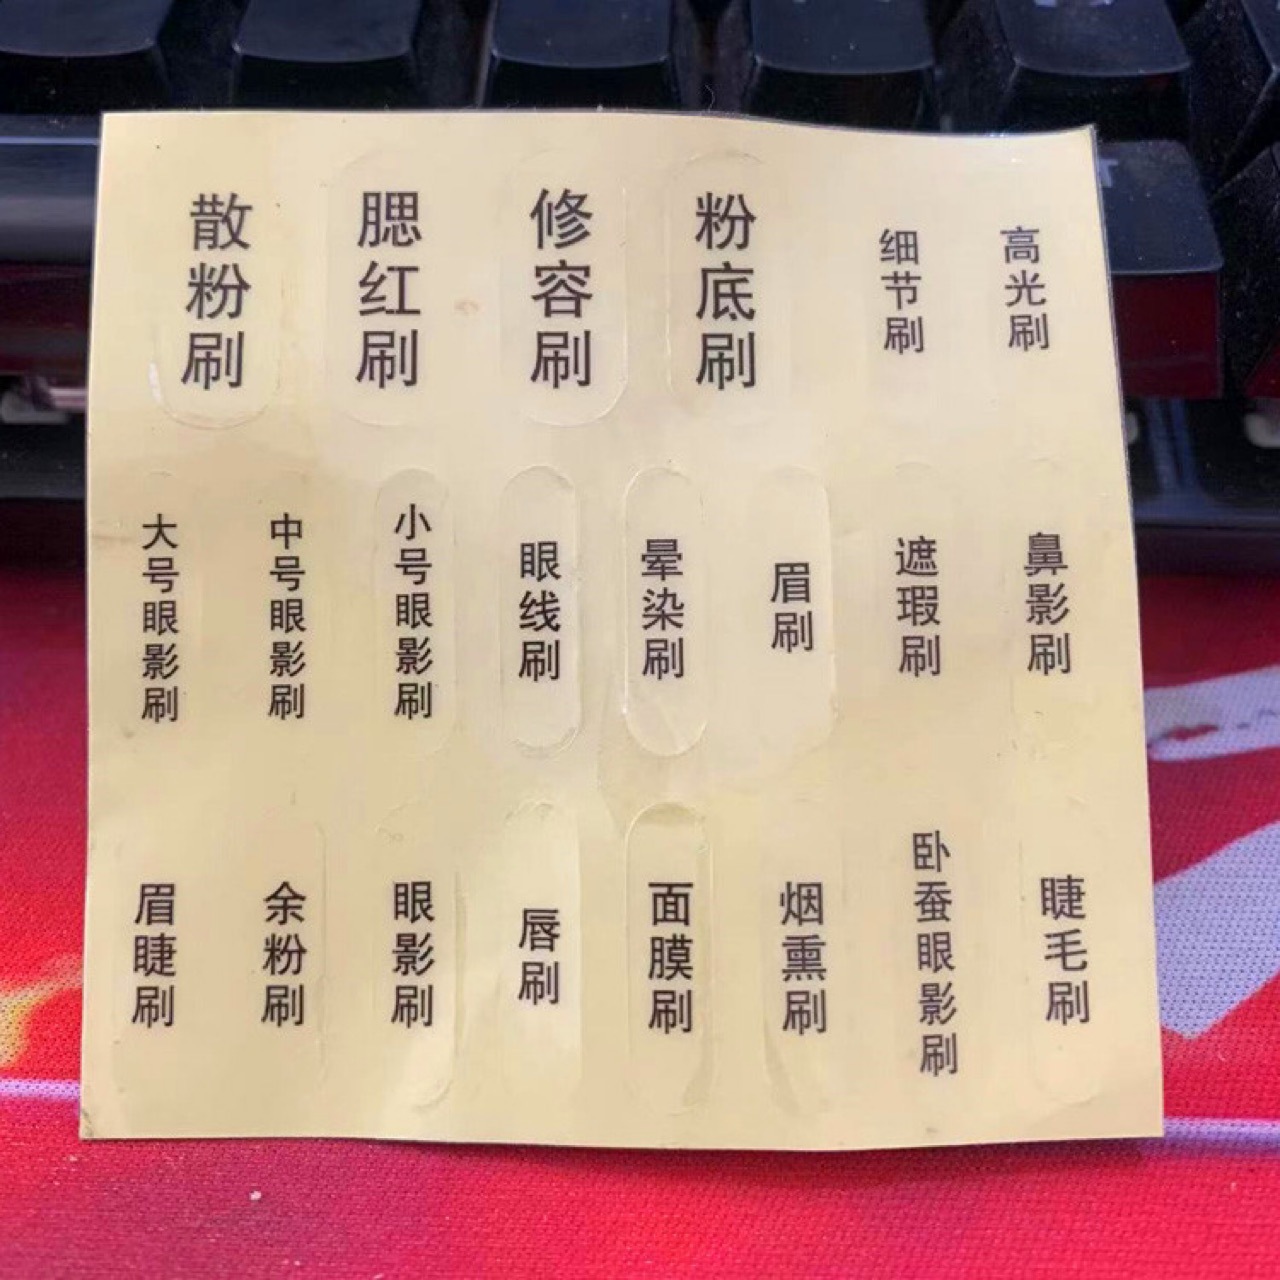 散粉刷
腮红刷
修容刷
粉底刷
细节刷
高光刷
大号眼影刷
中号眼影刷
小号眼影刷
眼线刷
晕染刷
眉刷
遮瑕刷
鼻影刷
眉睫刷
余粉刷
眼影刷
唇刷
面膜刷
烟熏刷
卧蚕眼影刷
睫毛刷